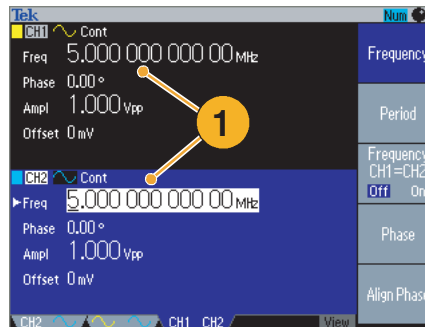 Tek
Num
CH1 Cont
Freq 5.000 000 000 00 MHz
Phase 0.00 °
Ampl 1.000 Vpp
Offset 0 mV
1
CH2 Cont
Freq 5.000 000 000 00 MHz
Phase 0.00 °
Ampl 1.000 Vpp
Offset 0 mV
Frequency
Period
Frequency
CH1=CH2
Off On
Phase
Align Phase
CH2
CH1 CH2
View